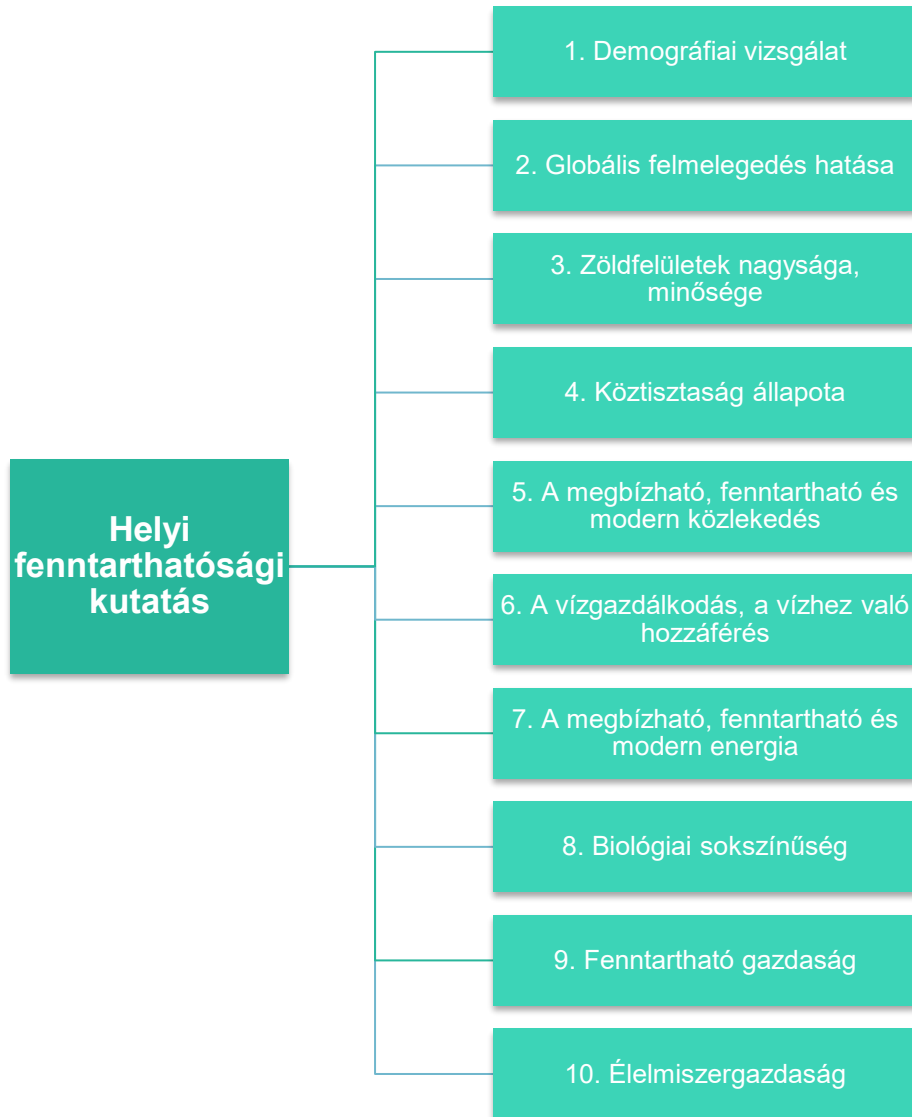 1. Demográfiai vizsgálat
2. Globális felmelegedés hatása
3. Zöldfelületek nagysága,
minősége
4. Köztisztaság állapota
5. A megbízható, fenntartható és
modern közlekedés
Helyi
fenntarthatósági
kutatás
6. A vízgazdálkodás, a vízhez való
hozzáférés
7. A megbízható, fenntartható és
modern energia
8. Biológiai sokszínűség
9. Fenntartható gazdaság
10. Élelmiszergazdaság